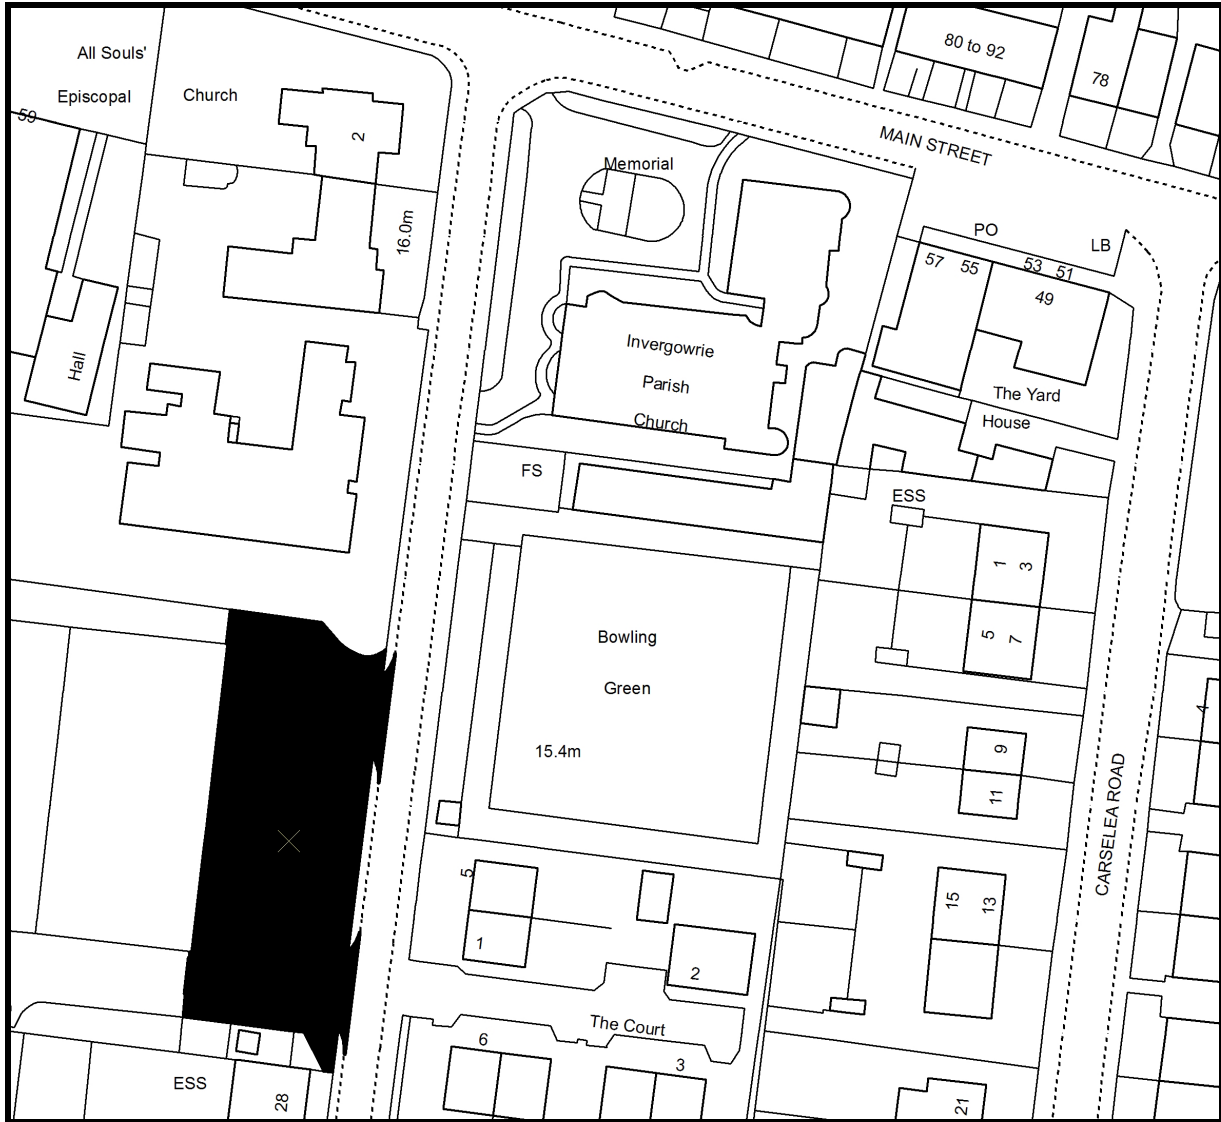 All Souls'
Episcopal
Church
59
2
80 to 92
78
MAIN STREET
Memorial
16.0m
PO
LB
57
55
53
51
49
Hall
Invergowrie
Parish
Church
The Yard
House
FS
ESS
1
3
5
7
Bowling
Green
15.4m
9
11
4
CARSELEA ROAD
5
1
2
15
13
The Court
6
3
ESS
28
21